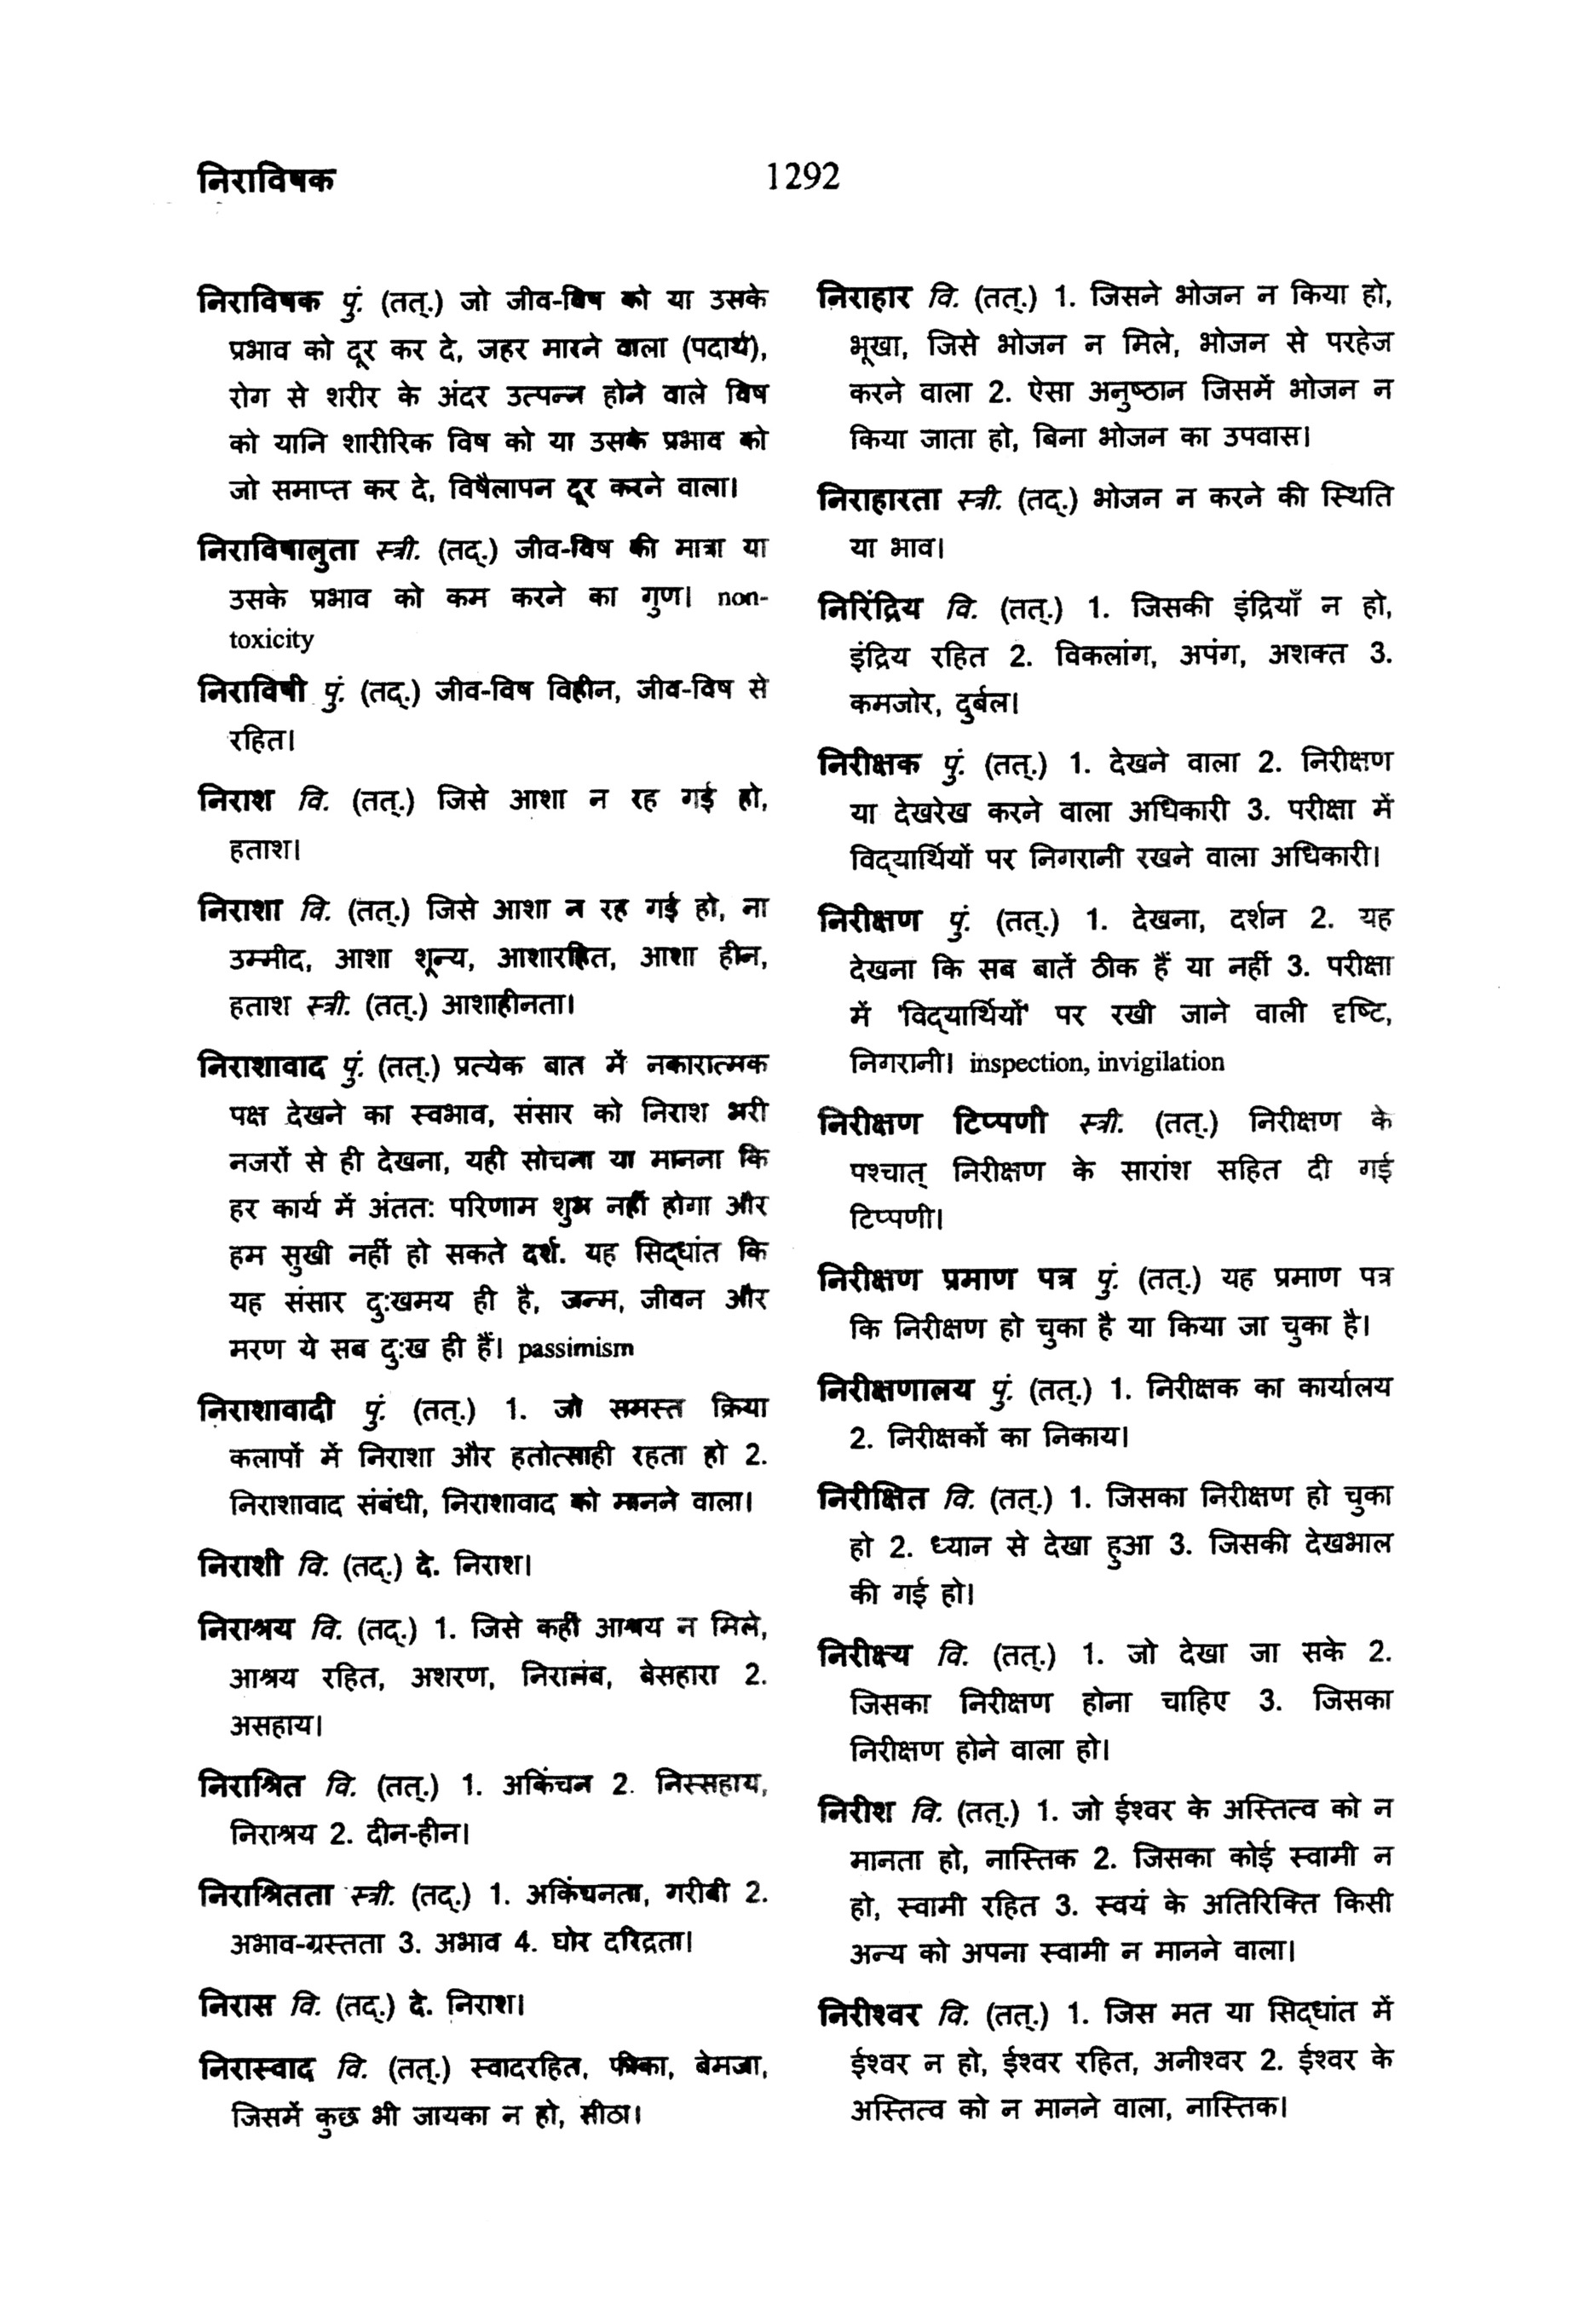 निराविषक
1292
निराविषक पुं. (तत्.) जो जीव-विष को या उसके
प्रभाव को दूर कर दे, जहर मारने वाला (पदार्थ),
रोग से शरीर के अंदर उत्पन्न होने वाले विष
को यानि शारीरिक विष को या उसके प्रभाव को
जो समाप्त कर दे, विषैलापन दूर करने वाला।
निराविषालुता स्त्री. (तद्.) जीव-विष की मात्रा या
उसके प्रभाव को कम करने का गुण। non-
toxicity
निराविषी पुं. (तद्.) जीव-विष विहीन, जीव-विष से
रहित।
निराश वि. (तत्.) जिसे आशा न रह गई हो,
हताश।
निराशा वि. (तत्.) जिसे आशा न रह गई हो, ना
उम्मीद, आशा शून्य, आशारहित, आशा हीन,
हताश स्त्री. (तत्.) आशाहीनता।
निराशावाद पुं. (तत्.) प्रत्येक बात में नकारात्मक
पक्ष देखने का स्वभाव, संसार को निराश भरी
नजरों से ही देखना, यही सोचना या मानना कि
हर कार्य में अंतत: परिणाम शुभ नहीं होगा और
हम सुखी नहीं हो सकते दर्श. यह सिद्धांत कि
यह संसार दु:खमय ही है, जन्म, जीवन और
मरण ये सब दु:ख ही हैं। passimism
निराशावादी पुं. (तत्.) 1. जो समस्त क्रिया
कलापों में निराशा और हतोत्साही रहता हो 2.
निराशावाद संबंधी, निराशावाद को मानने वाला।
निराशी वि. (तद्.) दे. निराश।
निराश्रय वि. (तद्.) 1. जिसे कहीं आश्रय न मिले,
आश्रय रहित, अशरण, निरालंब, बेसहारा 2.
असहाय।
निराश्रित वि. (तत्.) 1. अकिंचन 2. निस्सहाय,
निराश्रय 2. दीन-हीन।
निराश्रितता स्त्री. (तद्.) 1. अकिंचनता, गरीबी 2.
अभाव-ग्रस्तता 3. अभाव 4. घोर दरिद्रता।
निरास वि. (तद्.) दे. निराश।
निरास्वाद वि. (तत्.) स्वादरहित, फीका, बेमजा,
जिसमें कुछ भी जायका न हो, सीठा।
निराहार वि. (तत्.) 1. जिसने भोजन न किया हो,
भूखा, जिसे भोजन न मिले, भोजन से परहेज
करने वाला 2. ऐसा अनुष्ठान जिसमें भोजन न
किया जाता हो, बिना भोजन का उपवास।
निराहारता स्त्री. (तद्.) भोजन न करने की स्थिति
या भाव।
निरिंद्रिय वि. (तत्.) 1. जिसकी इंद्रियाँ न हो,
इंद्रिय रहित 2. विकलांग, अपंग, अशक्त 3.
कमजोर, दुर्बल।
निरीक्षक पुं. (तत्.) 1. देखने वाला 2. निरीक्षण
या देखरेख करने वाला अधिकारी 3. परीक्षा में
विद्यार्थियों पर निगरानी रखने वाला अधिकारी।
निरीक्षण पुं. (तत्.) 1. देखना, दर्शन 2. यह
देखना कि सब बातें ठीक हैं या नहीं 3. परीक्षा
में 'विद्यार्थियों' पर रखी जाने वाली दृष्टि,
निगरानी। inspection, invigilation
निरीक्षण टिप्पणी स्त्री. (तत्.) निरीक्षण के
पश्चात् निरीक्षण के सारांश सहित दी गई
टिप्पणी।
निरीक्षण प्रमाण पत्र पुं. (तत्.) यह प्रमाण पत्र
कि निरीक्षण हो चुका है या किया जा चुका है।
निरीक्षणालय पुं. (तत्.) 1. निरीक्षक का कार्यालय
2. निरीक्षकों का निकाय।
निरीक्षित वि. (तत्.) 1. जिसका निरीक्षण हो चुका
हो 2. ध्यान से देखा हुआ 3. जिसकी देखभाल
की गई हो।
निरीक्ष्य वि. (तत्.) 1. जो देखा जा सके 2.
जिसका निरीक्षण होना चाहिए 3. जिसका
निरीक्षण होने वाला हो।
निरीश वि. (तत्.) 1. जो ईश्वर के अस्तित्व को न
मानता हो, नास्तिक 2. जिसका कोई स्वामी न
हो, स्वामी रहित 3. स्वयं के अतिरिक्ति किसी
अन्य को अपना स्वामी न मानने वाला।
निरीश्वर वि. (तत्.) 1. जिस मत या सिद्धांत में
ईश्वर न हो, ईश्वर रहित, अनीश्वर 2. ईश्वर के
अस्तित्व को न मानने वाला, नास्तिक।